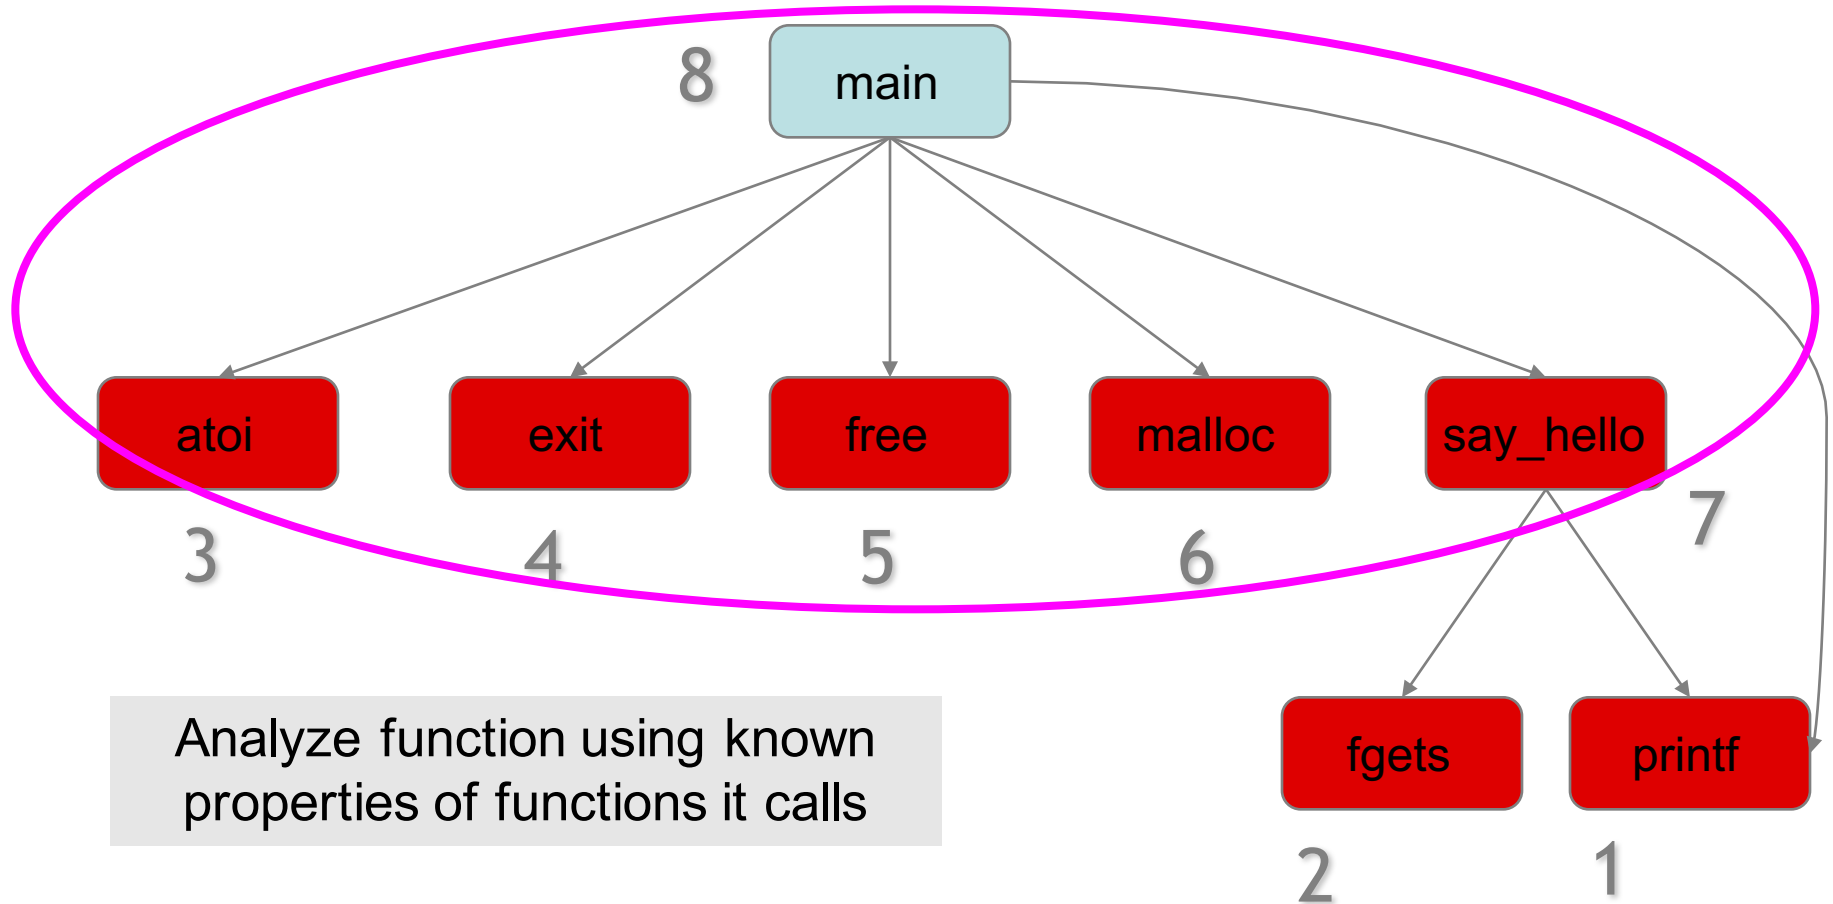 8
main
atoi
exit
free
malloc
say_hello
3
4
5
6
7
Analyze function using known
properties of functions it calls
fgets
printf
2
1